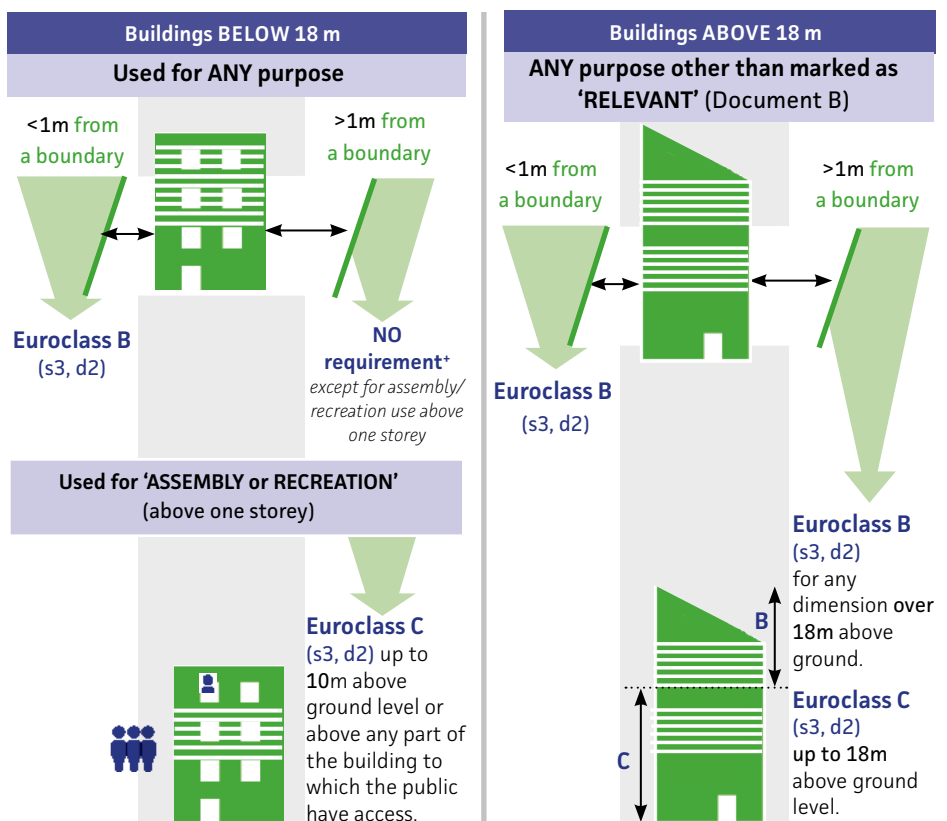 Buildings BELOW 18 m
Used for ANY purpose
<1m from
a boundary
>1m from
a boundary
Euroclass B
(s3, d2)
NO
requirement+
except for assembly/
recreation use above
one storey
Used for ‘ASSEMBLY or RECREATION’
(above one storey)
Euroclass C
(s3, d2) up to
10m above
ground level or
above any part of
the building to
which the public
have access.
Buildings ABOVE 18 m
ANY purpose other than marked as
‘RELEVANT’ (Document B)
<1m from
a boundary
>1m from
a boundary
Euroclass B
(s3, d2)
Euroclass B
(s3, d2)
for any
dimension over
18m above
ground.
B
Euroclass C
(s3, d2)
up to 18m
above ground
level.
C